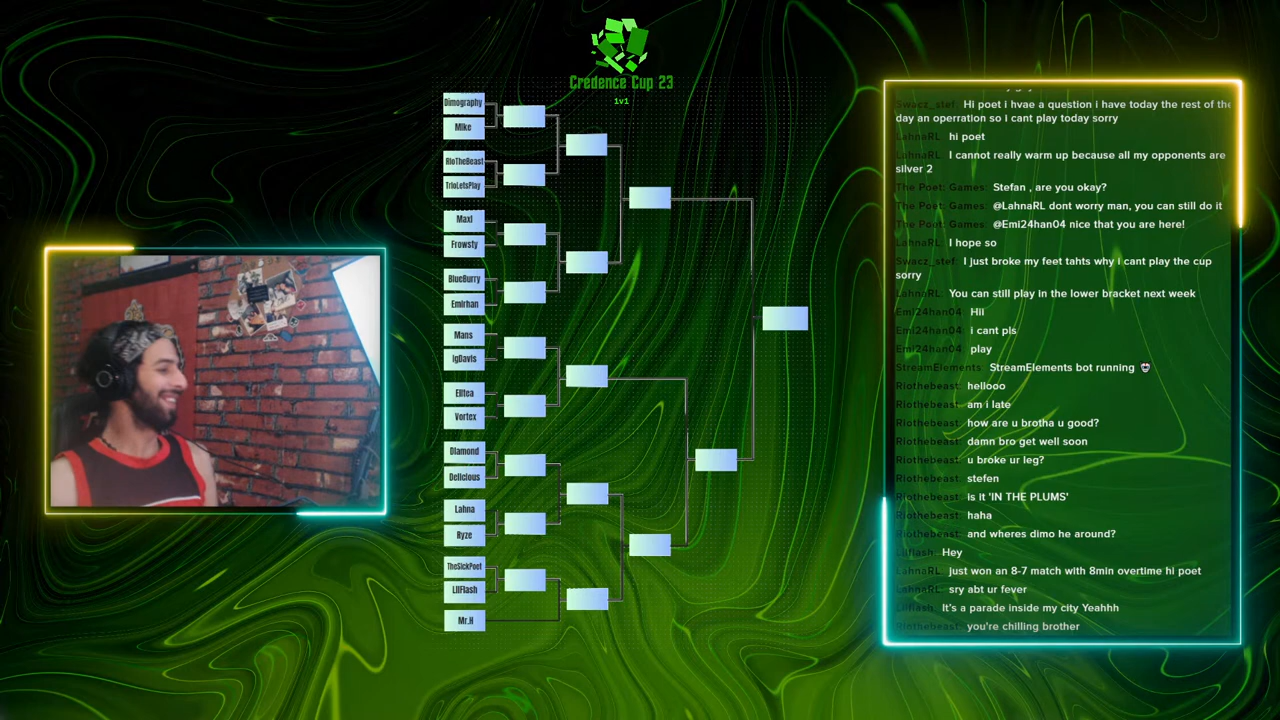 Credence Cup 23
1v1
Dimography
Mike
RioTheBeast
TrioLetsPlay
Maxi
Frowsty
BlueBurry
Emirhan
Mans
IgDavis
Elitea
Vortex
Diamond
Delicious
Lahna
Ryze
TheSickPoet
LilFlash
Mr.H
Swacz_stef: Hi poet i hvae a question i have today the rest of the
day an operration so i cant play today sorry
LahnaRL: hi poet
LahnaRL: I cannot really warm up because all my opponents are
silver 2
The Poet: Games: Stefan , are you okay?
The Poet: Games: @LahnaRL dont worry man, you can still do it
The Poet: Games: @Emi24han04 nice that you are here!
LahnaRL: I hope so
Swacz_stef: I just broke my feet tahts why i cant play the cup
sorry
LahnaRL: You can still play in the lower bracket next week
Emi24han04: Hii
Emi24han04: i cant pls
Emi24han04: play
StreamElements: StreamElements bot running
Riothebeast: hellooo
Riothebeast: am i late
Riothebeast: how are u brotha u good?
Riothebeast: damn bro get well soon
Riothebeast: u broke ur leg?
Riothebeast: stefen
Riothebeast: is it 'IN THE PLUMS'
Riothebeast: haha
Riothebeast: and wheres dimo he around?
Lilflash: Hey
LahnaRL: just won an 8-7 match with 8min overtime hi poet
LahnaRL: sry abt ur fever
Lilflash: It's a parade inside my city Yeahhh
Riothebeast: you're chilling brother